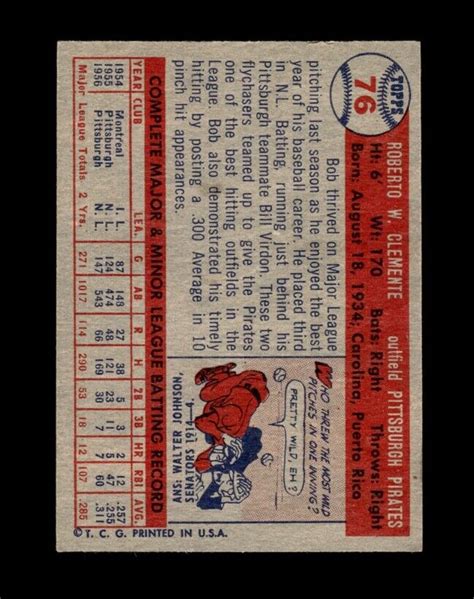 TOPPS
76
ROBERTO W. CLEMENTE outfield PITTSBURGH PIRATES
Ht: 6 Wt: 170 Bats: Right Throws: Right
Born: August 18, 1934; Carolina, Puerto Rico
Bob thrived on Major League
pitching last season as he enjoyed the best
year of his baseball career. He placed third
in N.L. Batting, running just behind his
Pittsburgh teammate Bill Virdon. These two
flychasers teamed up to give the Pirates
one of the best hitting outfields in the
League. Bob also demonstrated his timely
hitting by posting a .300 Average in 10
pinch hit appearances.
WHO THREW THE MOST WILD
PITCHES IN ONE INNING?
PRETTY WILD, EH?
ANS: WALTER JOHNSON
SENATORS 1914 - 4
COMPLETE MAJOR & MINOR LEAGUE BATTING RECORD
YEAR CLUB LEA. G AB R H 2B 3B HR RBI AVG.
1954 Montreal I. L. 87 148 27 38 5 3 2 12 .257
1955 Pittsburgh N. L. 124 474 48 121 23 11 5 47 .255
1956 Pittsburgh N. L. 147 543 66 169 30 7 7 60 .311
Major League Totals 2 Yrs. 271 1017 114 290 53 18 12 107 .285
© T. C. G. PRINTED IN U.S.A.